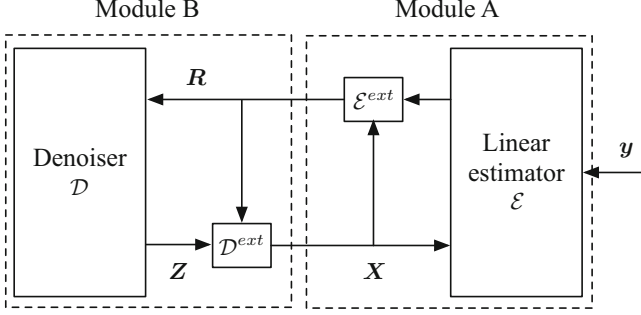 Module B
Module A
R
ℰ^{ext}
y
Denoiser
𝒟
Linear
estimator
ℰ
𝒟^{ext}
Z
X